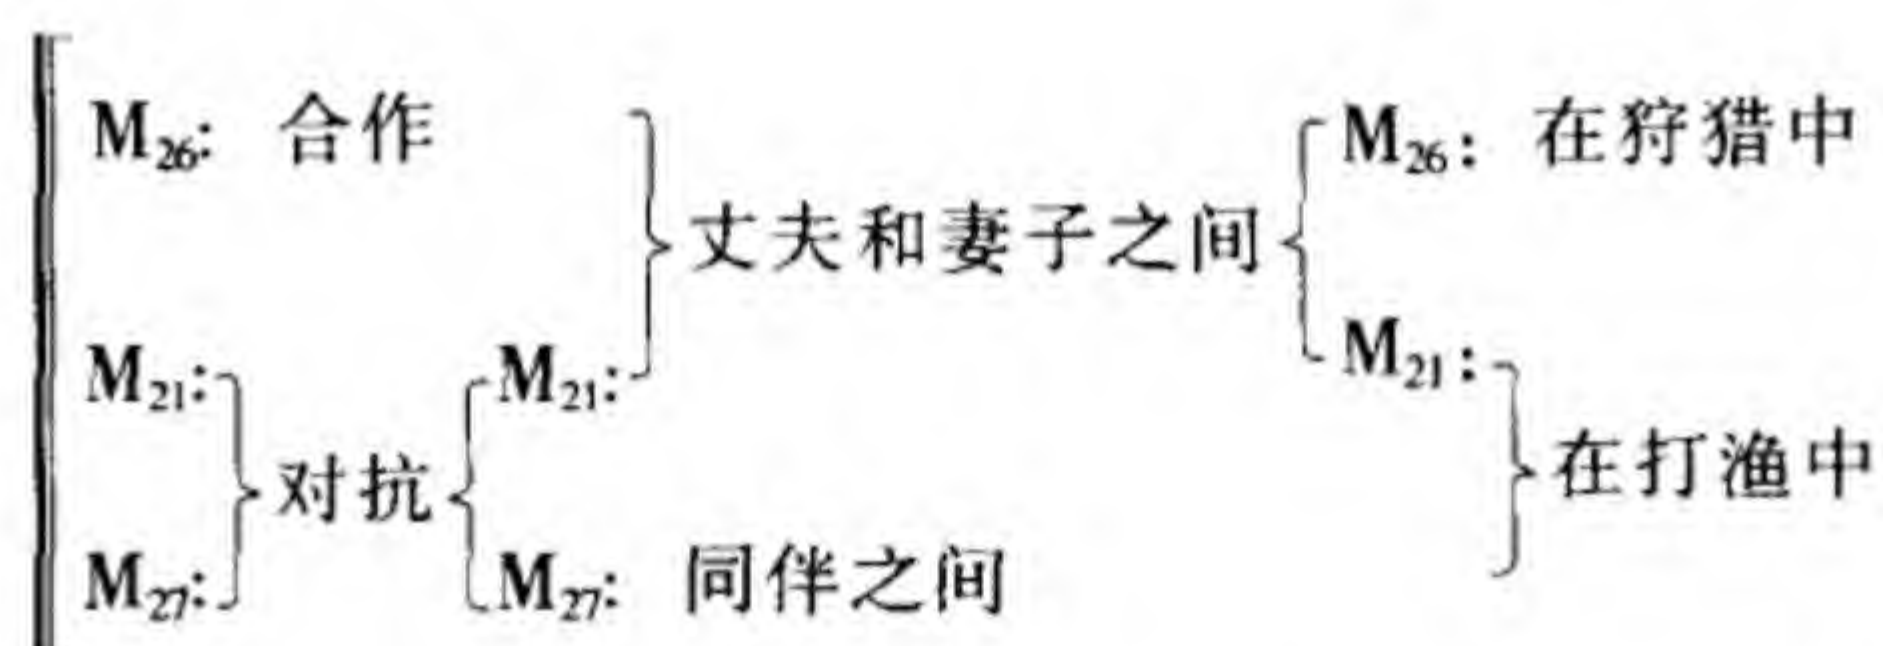 M₂₆: 合作 M₂₆: 在狩猎中
丈夫和妻子之间
M₂₁: M₂₁: M₂₁:
对抗 在打渔中
M₂₇: M₂₇: 同伴之间